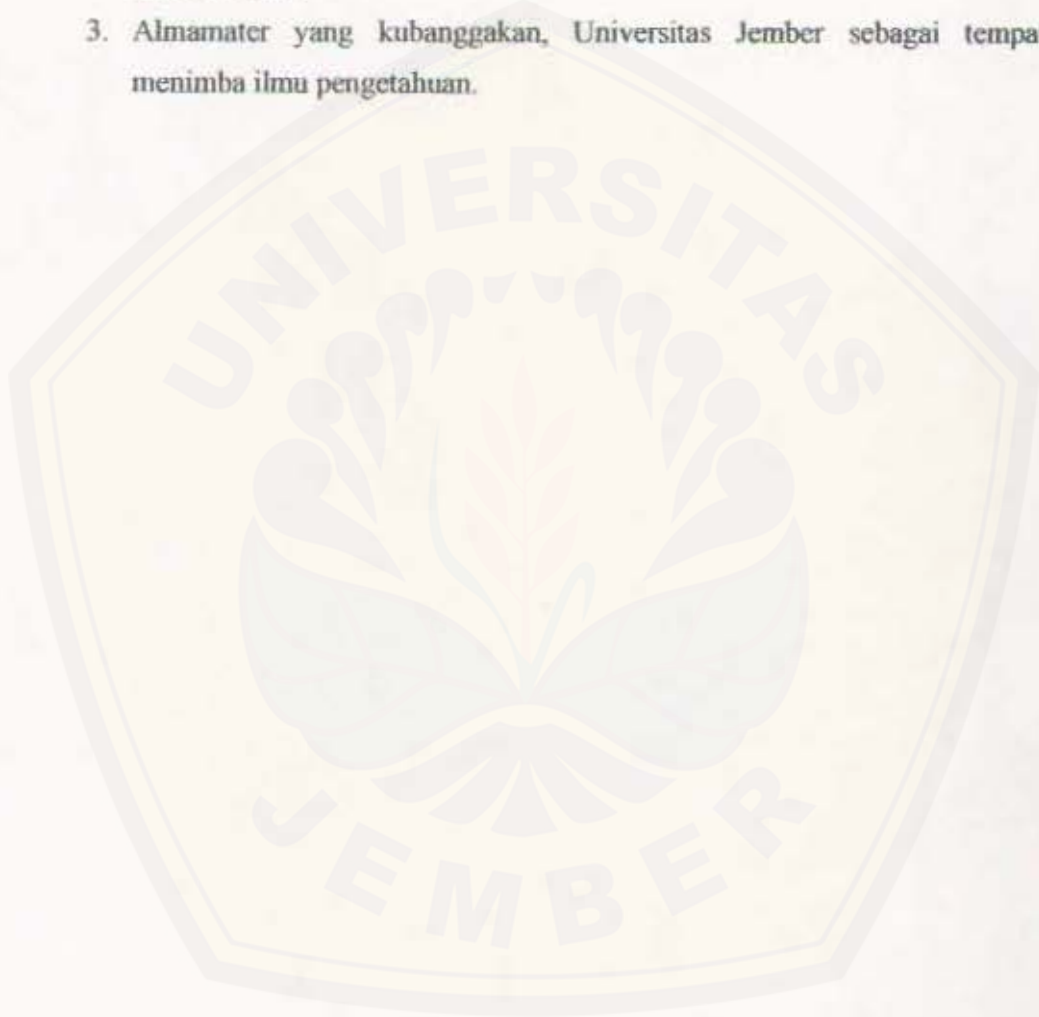 3. Almamater yang kubanggakan, Universitas Jember sebagai tempa
menimba ilmu pengetahuan.
UNIVERSITAS
JEMBER